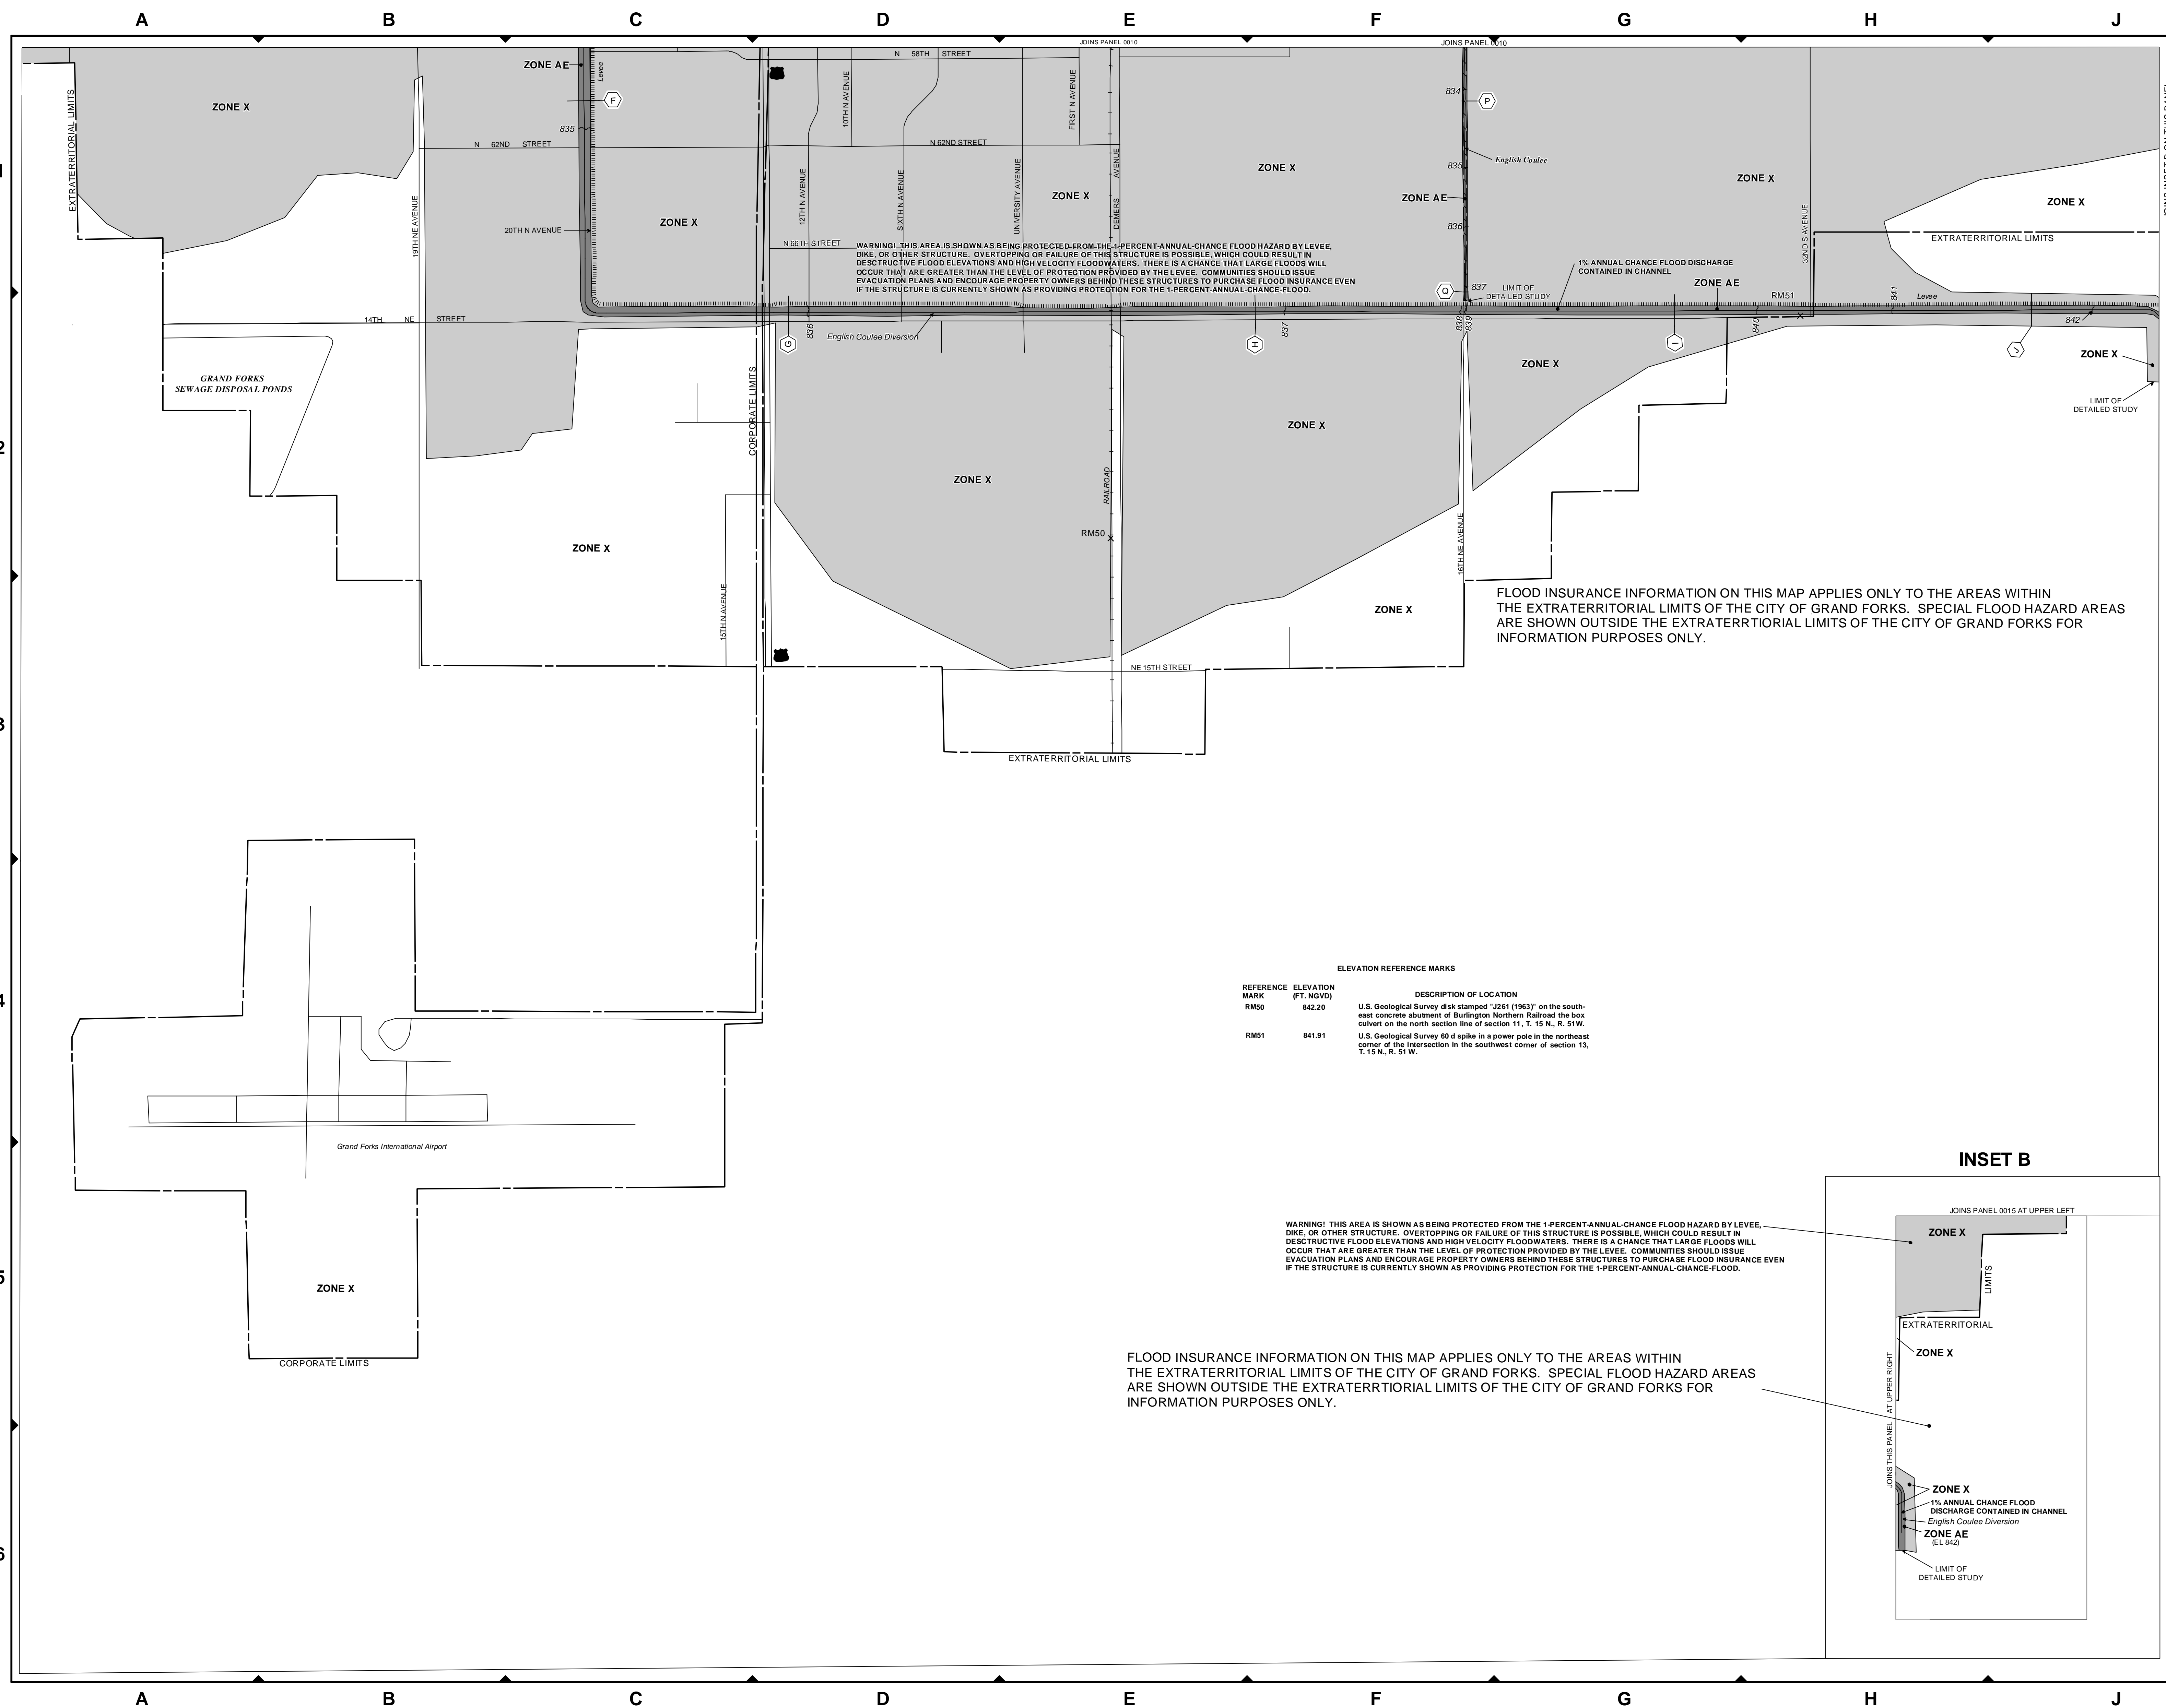 A B C D E F G H J
JOINS PANEL 0010
JOINS PANEL 0010
N 58TH STREET
ZONE AE
Levee
ZONE X
EXTRATERRITORIAL LIMITS
F
835
10TH N AVENUE
FIRST N AVENUE
834
P
N 62ND STREET
N 62ND STREET
English Coulee
835
ZONE X
ZONE X
ZONE X
ZONE X
ZONE AE
ZONE X
19TH NE AVENUE
12TH N AVENUE
SIXTH N AVENUE
UNIVERSITY AVENUE
DEMERS AVENUE
ZONE X
20TH N AVENUE
836
32ND S AVENUE
EXTRATERRITORIAL LIMITS
N 66TH STREET
WARNING! THIS AREA IS SHOWN AS BEING PROTECTED FROM THE 1-PERCENT-ANNUAL-CHANCE FLOOD HAZARD BY LEVEE,
DIKE, OR OTHER STRUCTURE. OVERTOPPING OR FAILURE OF THIS STRUCTURE IS POSSIBLE, WHICH COULD RESULT IN
DESCTRUCTIVE FLOOD ELEVATIONS AND HIGH VELOCITY FLOODWATERS. THERE IS A CHANCE THAT LARGE FLOODS WILL
OCCUR THAT ARE GREATER THAN THE LEVEL OF PROTECTION PROVIDED BY THE LEVEE. COMMUNITIES SHOULD ISSUE
EVACUATION PLANS AND ENCOURAGE PROPERTY OWNERS BEHIND THESE STRUCTURES TO PURCHASE FLOOD INSURANCE EVEN
IF THE STRUCTURE IS CURRENTLY SHOWN AS PROVIDING PROTECTION FOR THE 1-PERCENT-ANNUAL-CHANCE-FLOOD.
1% ANNUAL CHANCE FLOOD DISCHARGE
CONTAINED IN CHANNEL
ZONE AE
Q
837
LIMIT OF
DETAILED STUDY
RM51
841
Levee
14TH NE STREET
G
836
English Coulee Diversion
H
837
838
839
I
840
J
842
ZONE X
ZONE X
LIMIT OF
DETAILED STUDY
GRAND FORKS
SEWAGE DISPOSAL PONDS
CORPORATE LIMITS
2
ZONE X
ZONE X
RAILROAD
RM50
16TH NE AVENUE
ZONE X
15TH N AVENUE
ZONE X
FLOOD INSURANCE INFORMATION ON THIS MAP APPLIES ONLY TO THE AREAS WITHIN
THE EXTRATERRITORIAL LIMITS OF THE CITY OF GRAND FORKS. SPECIAL FLOOD HAZARD AREAS
ARE SHOWN OUTSIDE THE EXTRATERRTIORIAL LIMITS OF THE CITY OF GRAND FORKS FOR
INFORMATION PURPOSES ONLY.
NE 15TH STREET
3
EXTRATERRITORIAL LIMITS
ELEVATION REFERENCE MARKS
REFERENCE MARK
ELEVATION (FT. NGVD)
DESCRIPTION OF LOCATION
RM50 842.20 U.S. Geological Survey disk stamped "J261 (1963)" on the south-
east concrete abutment of Burlington Northern Railroad the box
culvert on the north section line of section 11, T. 15 N., R. 51W.
RM51 841.91 U.S. Geological Survey 60 d spike in a power pole in the northeast
corner of the intersection in the southwest corner of section 13,
T. 15 N., R. 51 W.
4
Grand Forks International Airport
ZONE X
CORPORATE LIMITS
INSET B
JOINS PANEL 0015 AT UPPER LEFT
WARNING! THIS AREA IS SHOWN AS BEING PROTECTED FROM THE 1-PERCENT-ANNUAL-CHANCE FLOOD HAZARD BY LEVEE,
DIKE, OR OTHER STRUCTURE. OVERTOPPING OR FAILURE OF THIS STRUCTURE IS POSSIBLE, WHICH COULD RESULT IN
DESCTRUCTIVE FLOOD ELEVATIONS AND HIGH VELOCITY FLOODWATERS. THERE IS A CHANCE THAT LARGE FLOODS WILL
OCCUR THAT ARE GREATER THAN THE LEVEL OF PROTECTION PROVIDED BY THE LEVEE. COMMUNITIES SHOULD ISSUE
EVACUATION PLANS AND ENCOURAGE PROPERTY OWNERS BEHIND THESE STRUCTURES TO PURCHASE FLOOD INSURANCE EVEN
IF THE STRUCTURE IS CURRENTLY SHOWN AS PROVIDING PROTECTION FOR THE 1-PERCENT-ANNUAL-CHANCE-FLOOD.
ZONE X
LIMITS
EXTRATERRITORIAL
ZONE X
5
FLOOD INSURANCE INFORMATION ON THIS MAP APPLIES ONLY TO THE AREAS WITHIN
THE EXTRATERRITORIAL LIMITS OF THE CITY OF GRAND FORKS. SPECIAL FLOOD HAZARD AREAS
ARE SHOWN OUTSIDE THE EXTRATERRTIORIAL LIMITS OF THE CITY OF GRAND FORKS FOR
INFORMATION PURPOSES ONLY.
JOINS THIS PANEL AT UPPER RIGHT
ZONE X
1% ANNUAL CHANCE FLOOD
DISCHARGE CONTAINED IN CHANNEL
English Coulee Diversion
ZONE AE
(EL 842)
LIMIT OF
DETAILED STUDY
6
A B C D E F G H J